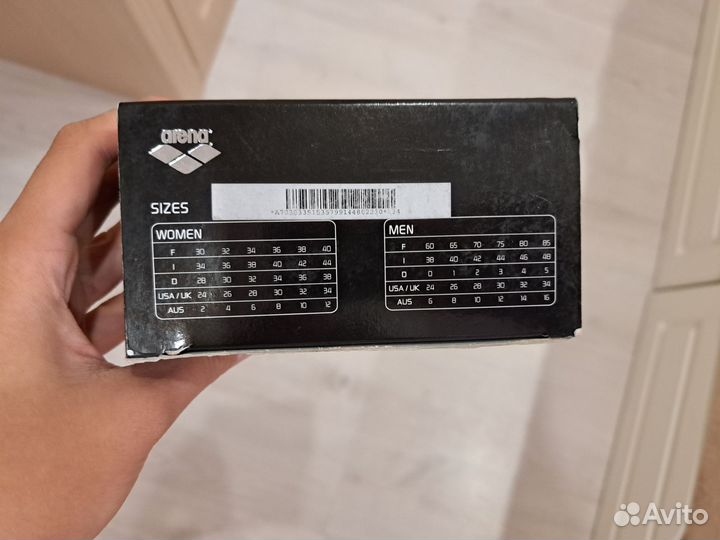 arena
SIZES
WOMEN
F 30 32 34 36 38 40
I 34 36 38 40 42 44
D 28 30 32 34 36 38
USA / UK 24 26 28 30 32 34
AUS 2 4 6 8 10 12
MEN
F 60 65 70 75 80 85
I 38 40 42 44 46 48
D 0 1 2 3 4 5
USA / UK 24 26 28 30 32 34
AUS 6 8 10 12 14 16
Avito